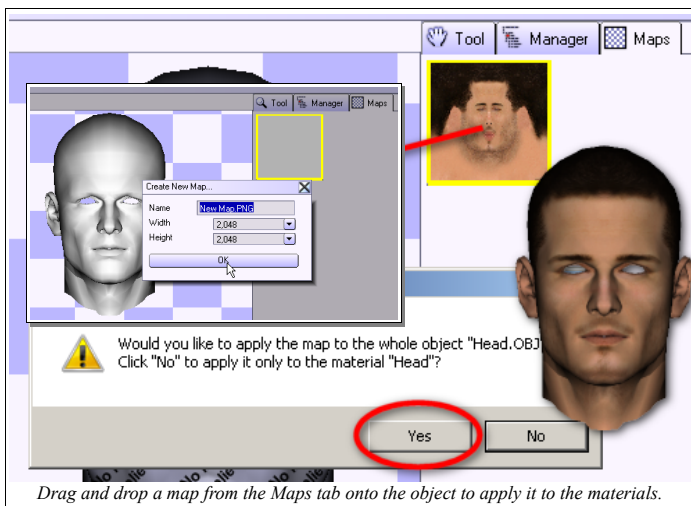 Tool Manager Maps
Tool Manager Maps
Create New Map...
Name New Map.PNG
Width 2,048
Height 2,048
OK
Would you like to apply the map to the whole object "Head.OBJ
Click "No" to apply it only to the material "Head"?
Yes No
Drag and drop a map from the Maps tab onto the object to apply it to the materials.